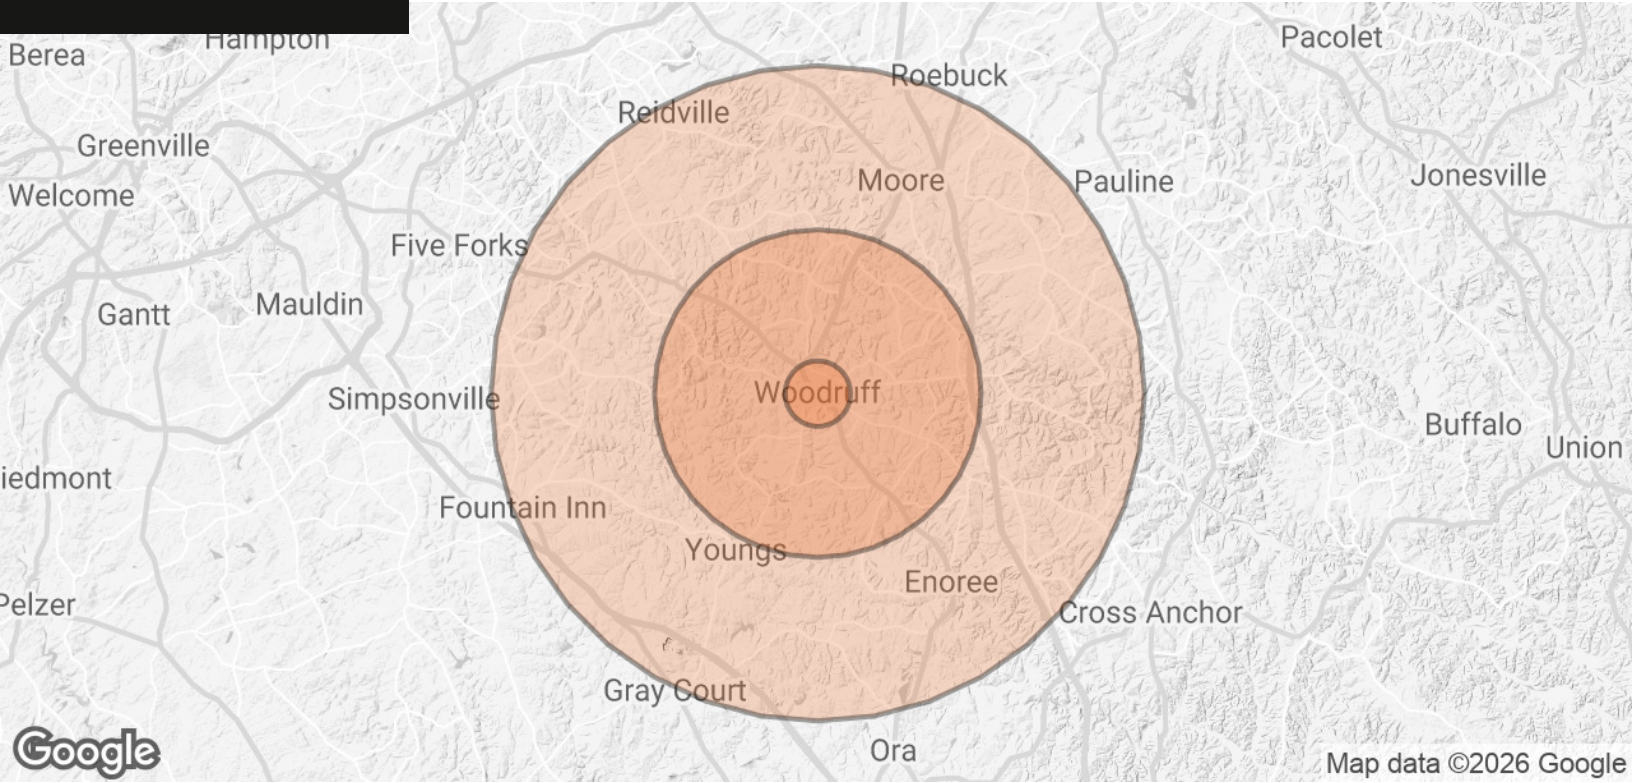 Hampton
Pacolet
Berea
Roebuck
Reidville
Greenville
Moore
Pauline
Jonesville
Welcome
Five Forks
Mauldin
Gantt
Woodruff
Simpsonville
Buffalo
Union
iedmont
Fountain Inn
Youngs
Enoree
Pelzer
Cross Anchor
Gray Court
Ora
Google
Map data ©2026 Google